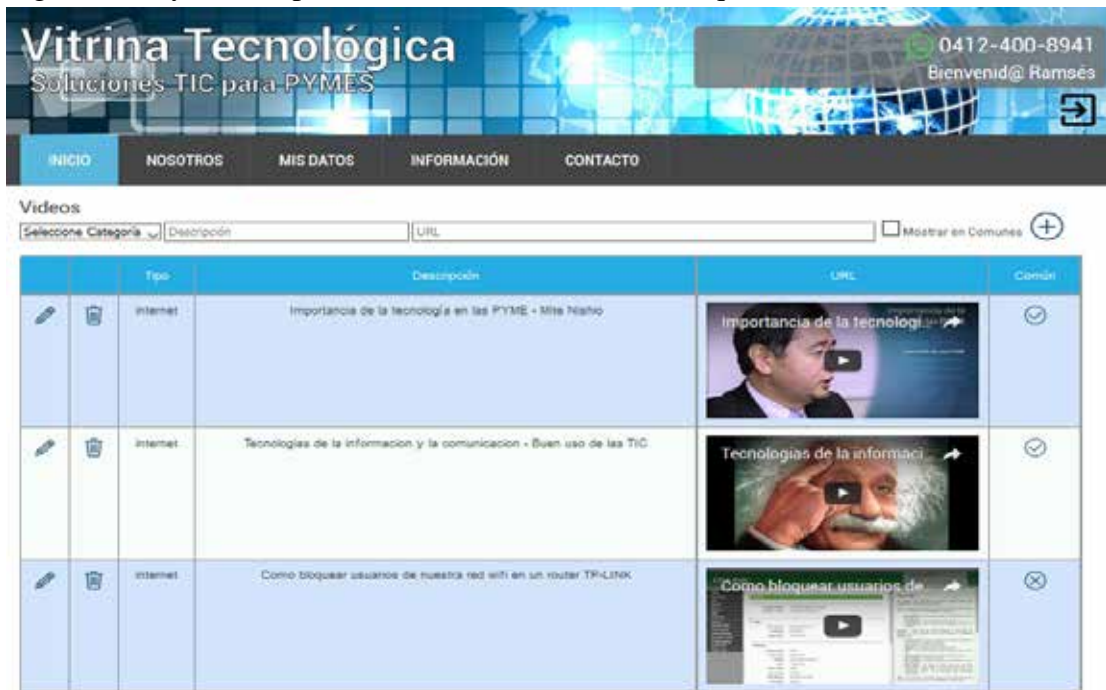 Vitrina Tecnológica
Soluciones TIC para PYMES
0412-400-8941
Bienvenid@ Ramsés
INICIO NOSOTROS MIS DATOS INFORMACIÓN CONTACTO
Videos
Seleccione Categoría Descripción URL Mostrar en Comunes
Tipo Descripción URL Común
Internet Importancia de la tecnología en las PYME - Mite Nishio
Importancia de la tecnologí...
Internet Tecnologias de la informacion y la comunicacion - Buen uso de las TIC
Tecnologias de la informaci...
Internet Como bloquear usuarios de nuestra red wifi en un router TP-LINK
Como bloquear usuarios de ...